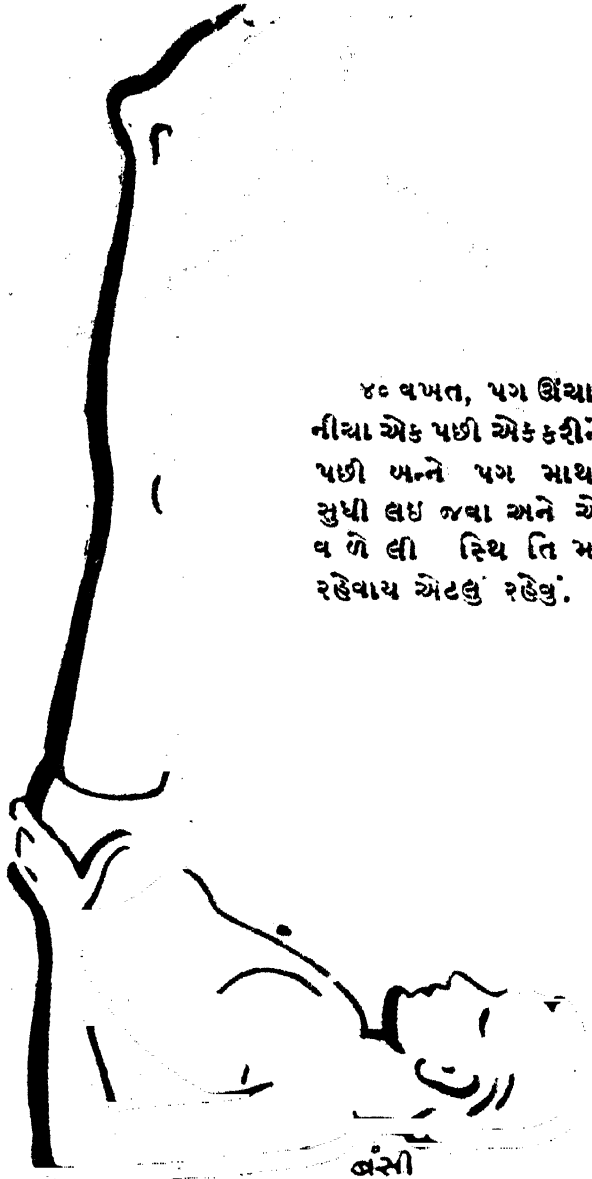 ૪૦ વખત, પગ ઊંચા
નીચા એક પછી એક કરીને
પછી બન્ને પગ માથ
સુધી લઇ જવા અને એ
વ ળે લી સ્થિ તિ મ
રહેવાય એટલું રહેવું.
બંસી